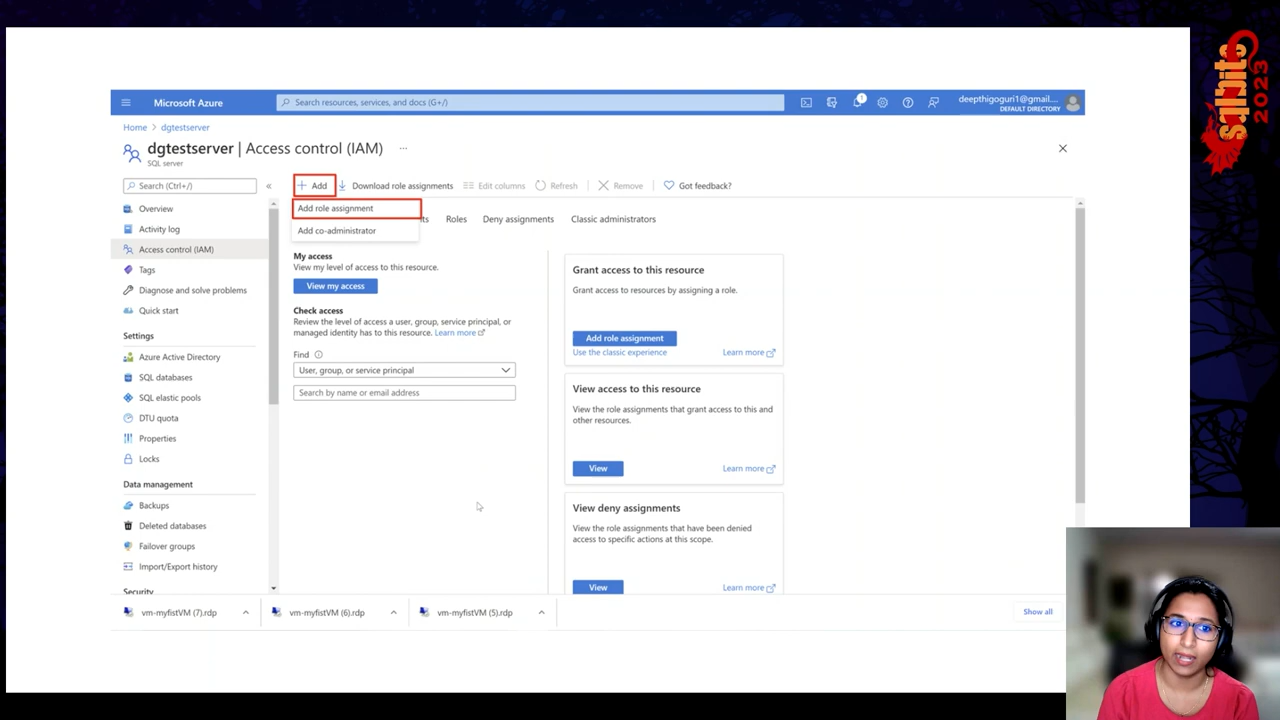 sqlbits
2023
Microsoft Azure
Search resources, services, and docs (G+/)
1
deepthigoguri1@gmail....
DEFAULT DIRECTORY
Home > dgtestserver
dgtestserver | Access control (IAM) ...
SQL server
Search (Ctrl+/)
«
Overview
Activity log
Access control (IAM)
Tags
Diagnose and solve problems
Quick start
Settings
Azure Active Directory
SQL databases
SQL elastic pools
DTU quota
Properties
Locks
Data management
Backups
Deleted databases
Failover groups
Import/Export history
Security
+ Add
Download role assignments
Edit columns
Refresh
Remove
Got feedback?
Add role assignment
Add co-administrator
ts
Roles
Deny assignments
Classic administrators
My access
View my level of access to this resource.
View my access
Check access
Review the level of access a user, group, service principal, or
managed identity has to this resource. Learn more
Find
User, group, or service principal
Search by name or email address
Grant access to this resource
Grant access to resources by assigning a role.
Add role assignment
Use the classic experience
Learn more
View access to this resource
View the role assignments that grant access to this and
other resources.
View
Learn more
View deny assignments
View the role assignments that have been denied
access to specific actions at this scope.
View
Learn more
vm-myfistVM (7).rdp
vm-myfistVM (6).rdp
vm-myfistVM (5).rdp
Show all